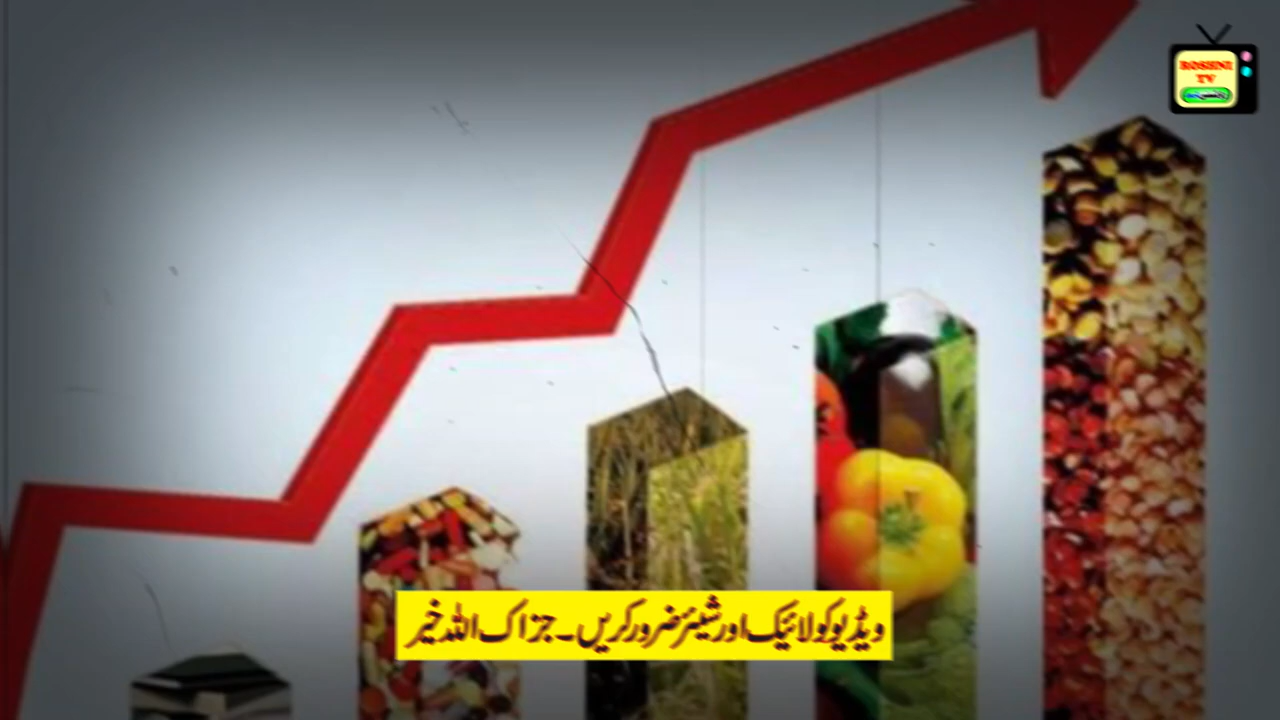 ROSHNI
TV
ویڈیو کو لائیک اور شیئر ضرور کریں۔ جزاک اللہ خیر